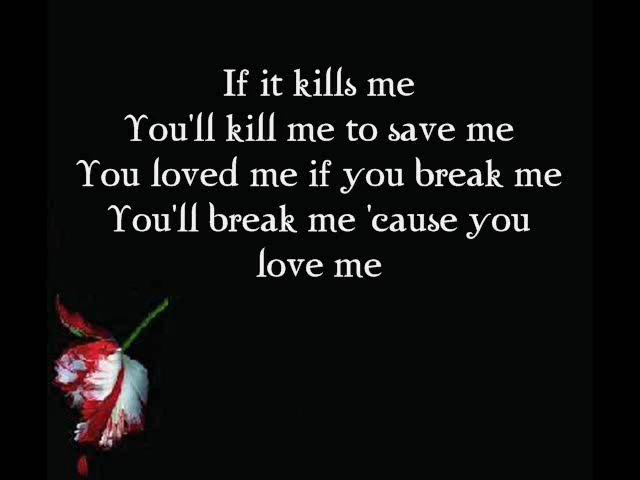 If it kills me
You'll kill me to save me
You loved me if you break me
You'll break me 'cause you
love me